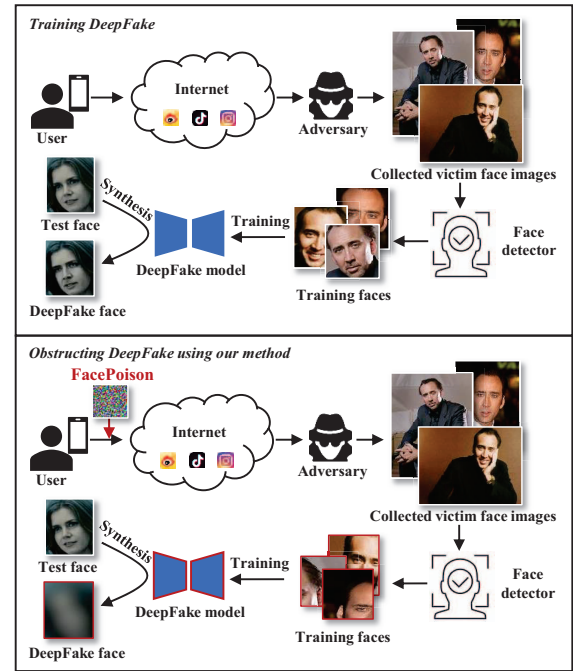 Training DeepFake
Internet
User
Adversary
Collected victim face images
Synthesis
Test face
Training
DeepFake model
Training faces
Face
detector
DeepFake face
Obstructing DeepFake using our method
FacePoison
Internet
User
Adversary
Collected victim face images
Synthesis
Test face
Training
DeepFake model
Training faces
Face
detector
DeepFake face